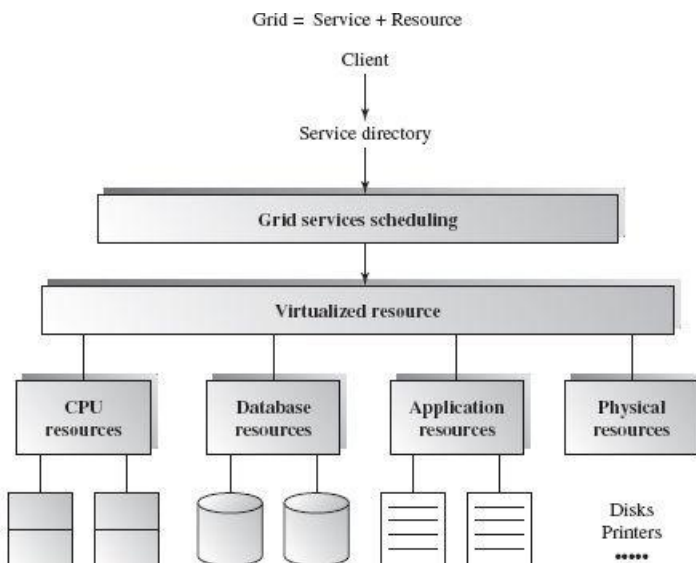 Grid = Service + Resource
Client
Service directory
Grid services scheduling
Virtualized resource
CPU
resources
Database
resources
Application
resources
Physical
resources
Disks
Printers
•••••